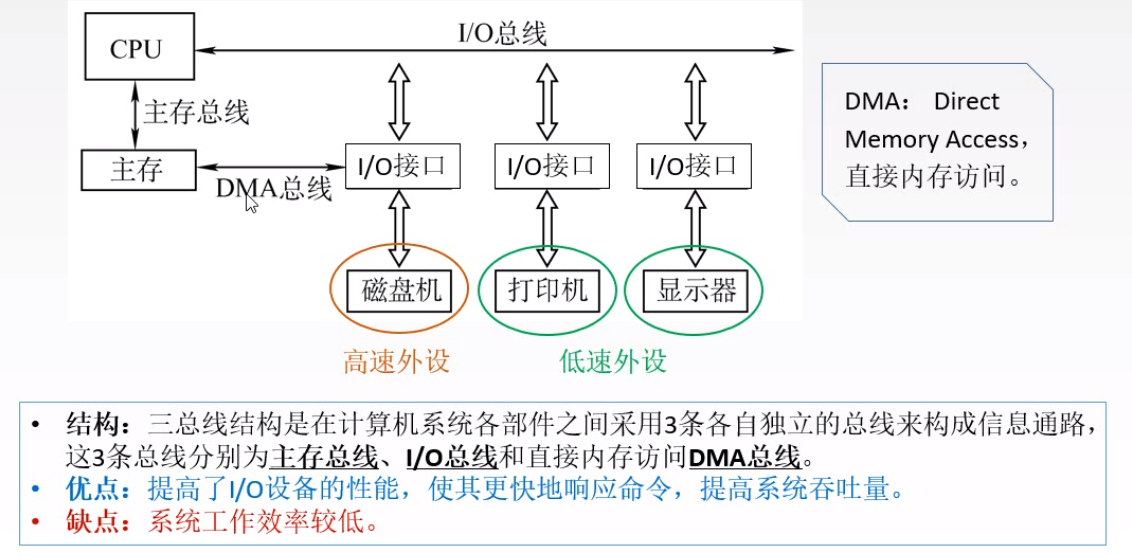 CPU
I/O总线
主存总线
主存
DMA总线
I/O接口
I/O接口
I/O接口
磁盘机
打印机
显示器
高速外设
低速外设
DMA： Direct
Memory Access，
直接内存访问。
• 结构：三总线结构是在计算机系统各部件之间采用3条各自独立的总线来构成信息通路，
这3条总线分别为主存总线、I/O总线和直接内存访问DMA总线。
• 优点：提高了I/O设备的性能，使其更快地响应命令，提高系统吞吐量。
• 缺点：系统工作效率较低。